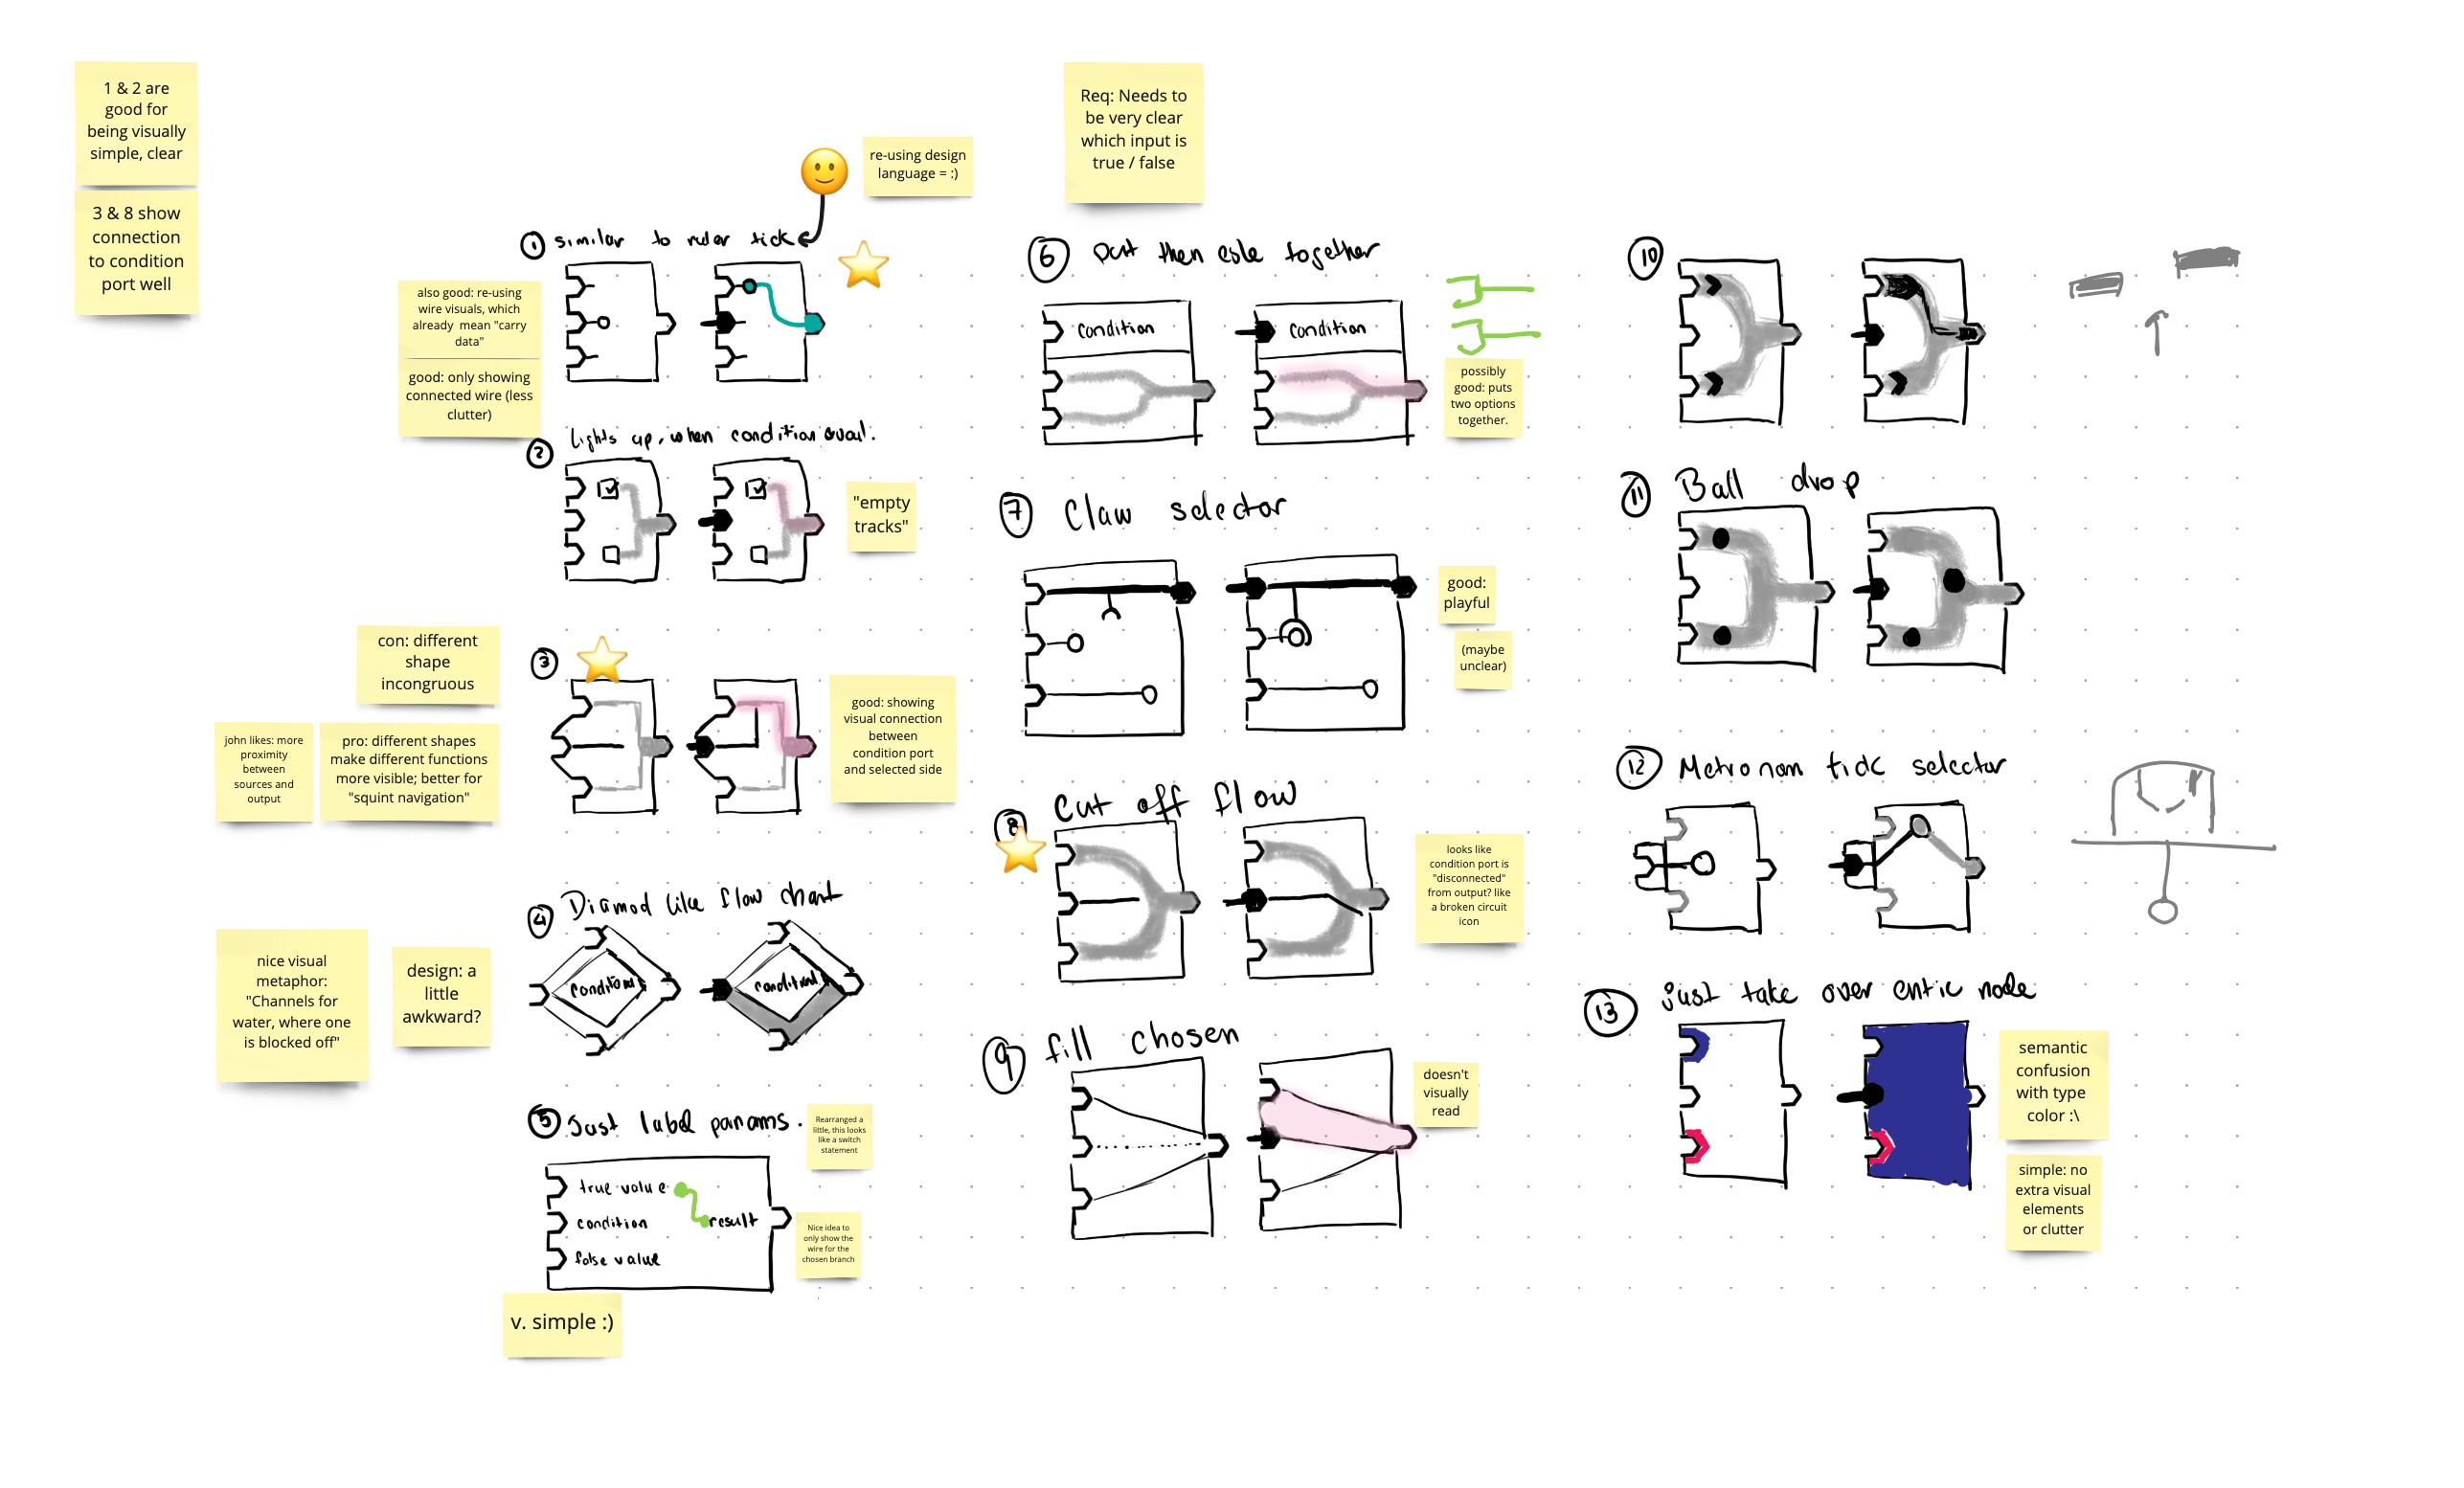 1 & 2 are
good for
being visually
simple, clear
3 & 8 show
connection
to condition
port well
re-using design
language = :)
1 similar to ruler tick
also good: re-using
wire visuals, which
already mean "carry
data"
good: only showing
connected wire (less
clutter)
2 Lights up, when condition eval.
"empty
tracks"
con: different
shape
incongruous
john likes: more
proximity
between
sources and
output
pro: different shapes
make different functions
more visible; better for
"squint navigation"
3
good: showing
visual connection
between
condition port
and selected side
4 Diamod like flow chart
condition
condition
nice visual
metaphor:
"Channels for
water, where one
is blocked off"
design: a
little
awkward?
5 Just label params.
true value
condition
false value
result
Rearranged a
little, this looks
like a switch
statement
Nice idea to
only show the
wire for the
chosen branch
v. simple :)
Req: Needs to
be very clear
which input is
true / false
6 put then esle together
condition
condition
possibly
good: puts
two options
together.
7 Claw selector
good:
playful
(maybe
unclear)
8 Cut off flow
looks like
condition port is
"disconnected"
from output? like
a broken circuit
icon
9 fill chosen
doesn't
visually
read
10
11 Ball drop
12 Metronom tick selector
13 just take over entire node
semantic
confusion
with type
color :\
simple: no
extra visual
elements
or clutter